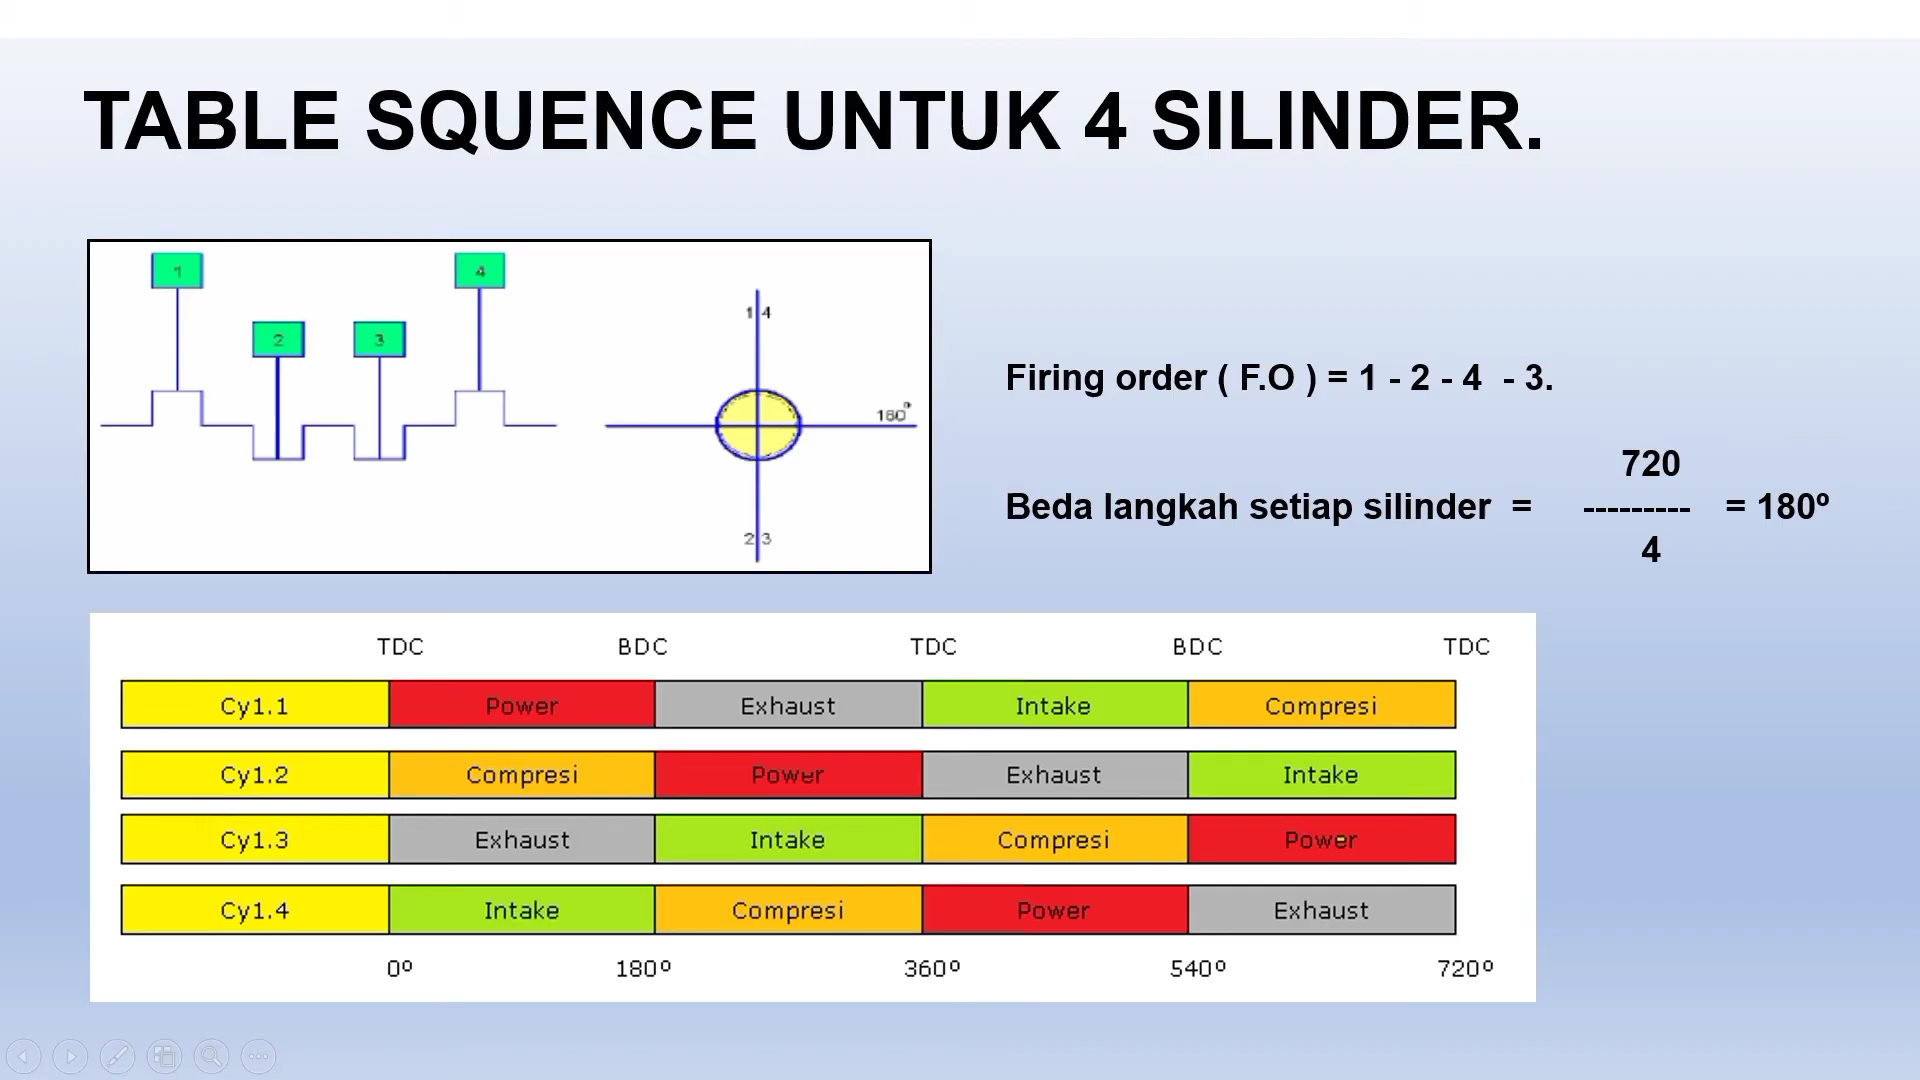 TABLE SQUENCE UNTUK 4 SILINDER.
1
4
2
3
1 4
180°
2 3
Firing order ( F.O ) = 1 - 2 - 4 - 3.
720
Beda langkah setiap silinder = --------- = 180º
4
TDC BDC TDC BDC TDC
Cy1.1 Power Exhaust Intake Compresi
Cy1.2 Compresi Power Exhaust Intake
Cy1.3 Exhaust Intake Compresi Power
Cy1.4 Intake Compresi Power Exhaust
0º 180º 360º 540º 720º